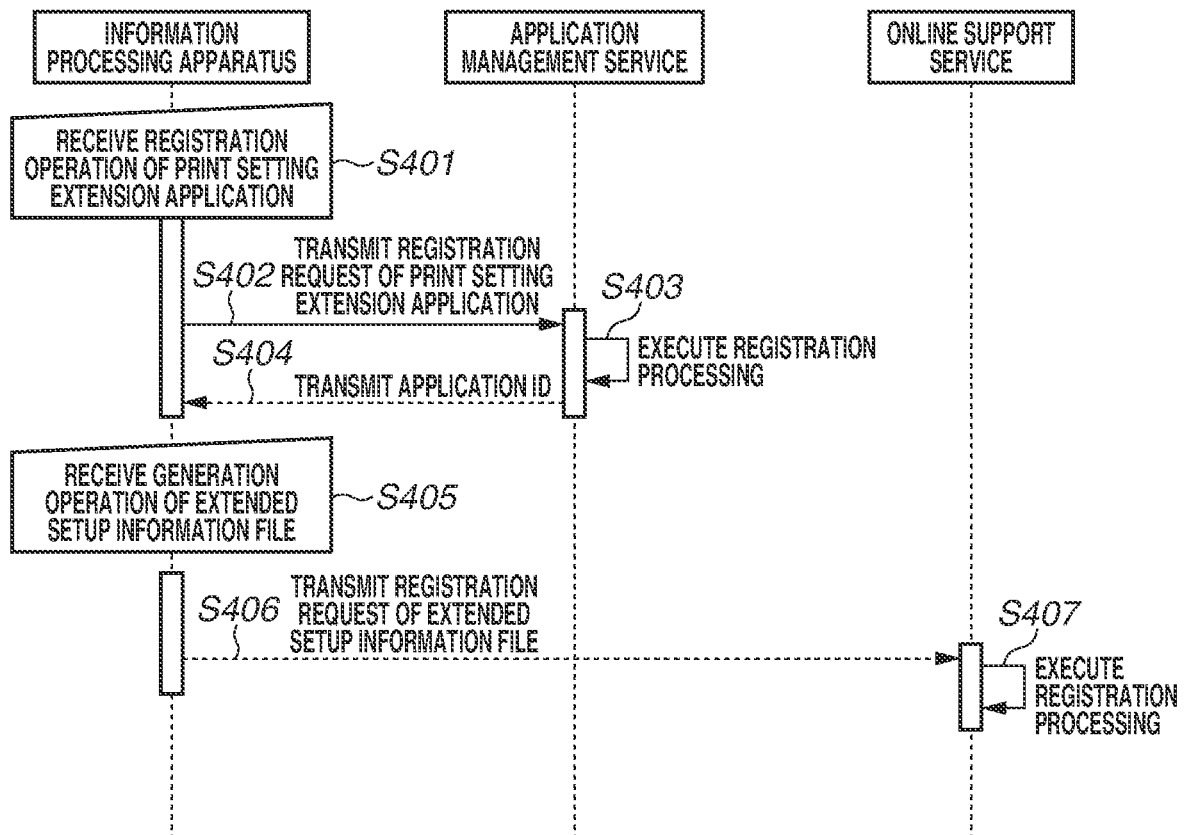 INFORMATION
PROCESSING APPARATUS
APPLICATION
MANAGEMENT SERVICE
ONLINE SUPPORT
SERVICE
RECEIVE REGISTRATION
OPERATION OF PRINT SETTING
EXTENSION APPLICATION
S401
S402
TRANSMIT REGISTRATION
REQUEST OF PRINT SETTING
EXTENSION APPLICATION
S403
EXECUTE REGISTRATION
PROCESSING
S404
TRANSMIT APPLICATION ID
RECEIVE GENERATION
OPERATION OF EXTENDED
SETUP INFORMATION FILE
S405
S406
TRANSMIT REGISTRATION
REQUEST OF EXTENDED
SETUP INFORMATION FILE
S407
EXECUTE
REGISTRATION
PROCESSING